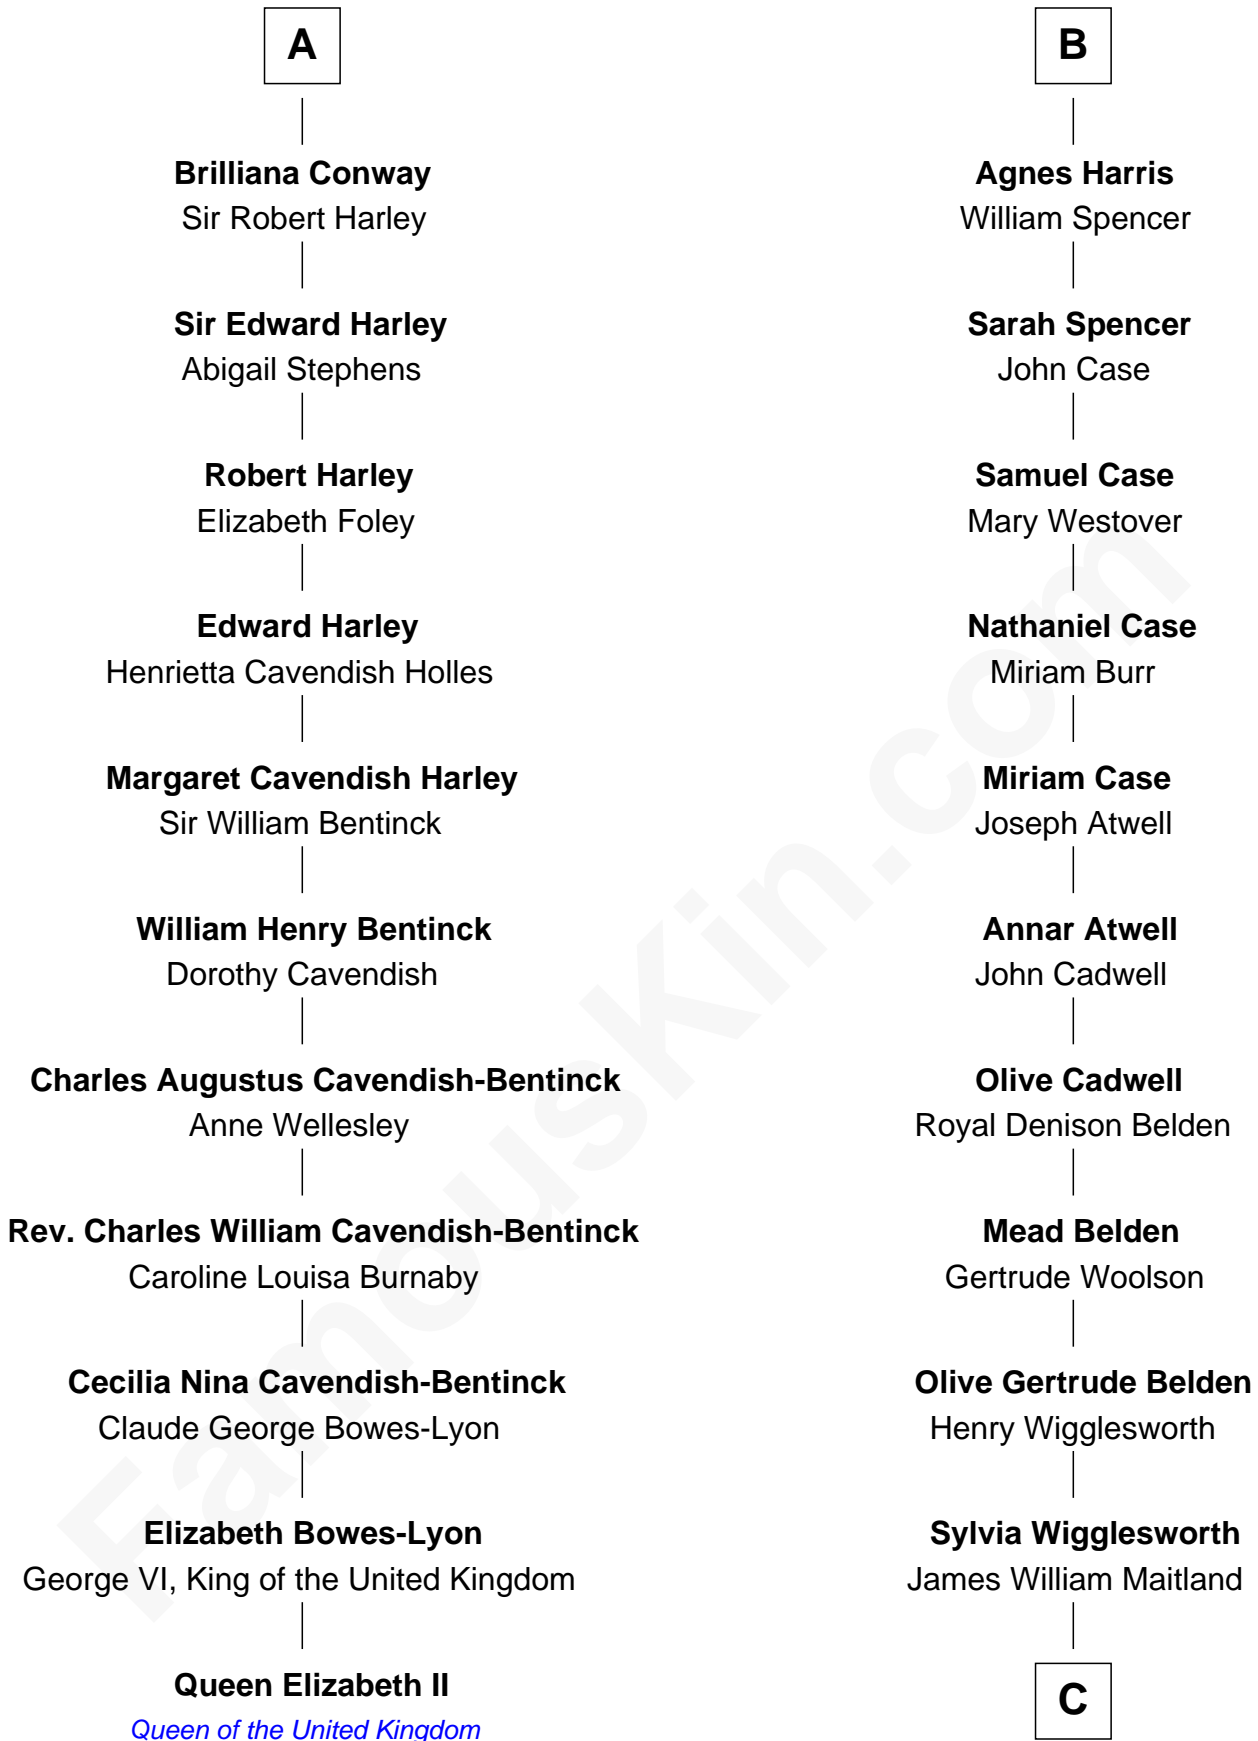 A
Brilliana Conway
Sir Robert Harley
Sir Edward Harley
Abigail Stephens
Robert Harley
Elizabeth Foley
Edward Harley
Henrietta Cavendish Holles
Margaret Cavendish Harley
Sir William Bentinck
William Henry Bentinck
Dorothy Cavendish
Charles Augustus Cavendish-Bentinck
Anne Wellesley
Rev. Charles William Cavendish-Bentinck
Caroline Louisa Burnaby
Cecilia Nina Cavendish-Bentinck
Claude George Bowes-Lyon
Elizabeth Bowes-Lyon
George VI, King of the United Kingdom
Queen Elizabeth II
Queen of the United Kingdom
B
Agnes Harris
William Spencer
Sarah Spencer
John Case
Samuel Case
Mary Westover
Nathaniel Case
Miriam Burr
Miriam Case
Joseph Atwell
Annar Atwell
John Cadwell
Olive Cadwell
Royal Denison Belden
Mead Belden
Gertrude Woolson
Olive Gertrude Belden
Henry Wigglesworth
Sylvia Wigglesworth
James William Maitland
C
FamousKin.com